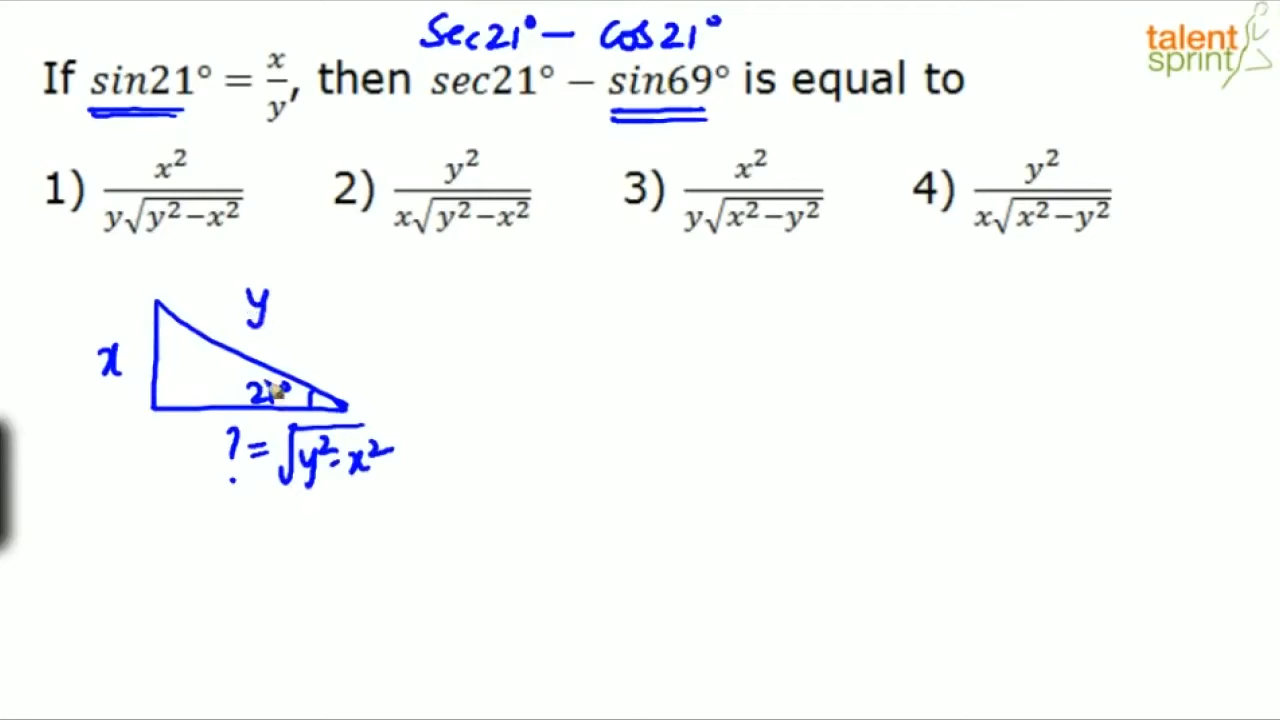 sec21° − cos21°
talent
sprint
If sin21° = x/y, then sec21° − sin69° is equal to
1) x²/(y√(y²−x²)) 2) y²/(x√(y²−x²)) 3) x²/(y√(x²−y²)) 4) y²/(x√(x²−y²))
y
x
21°
? = √(y²-x²)